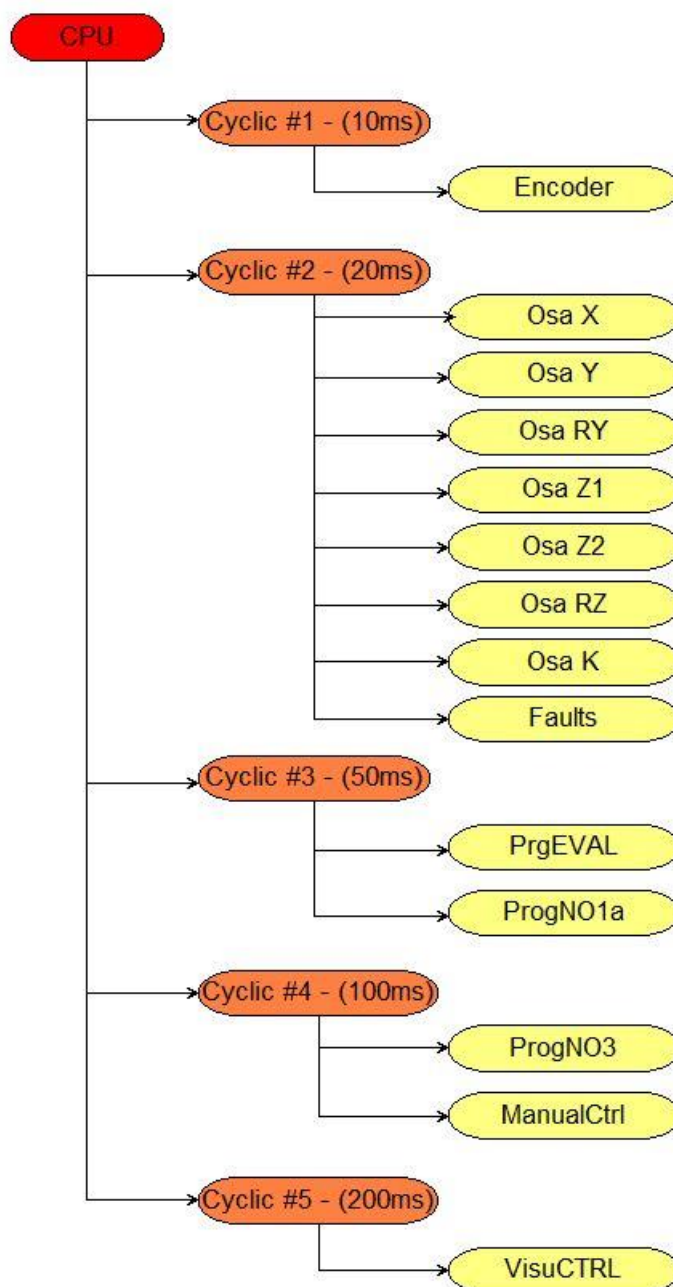 CPU.
Cyclic #1 - (10ms)
Encoder
Cyclic #2 - (20ms)
Osa X
Osa Y
Osa RY
Osa Z1
Osa Z2
Osa RZ
Osa K
Faults
Cyclic #3 - (50ms)
PrgEVAL
ProgNO1a
Cyclic #4 - (100ms)
ProgNO3
ManualCtrl
Cyclic #5 - (200ms)
VisuCTRL